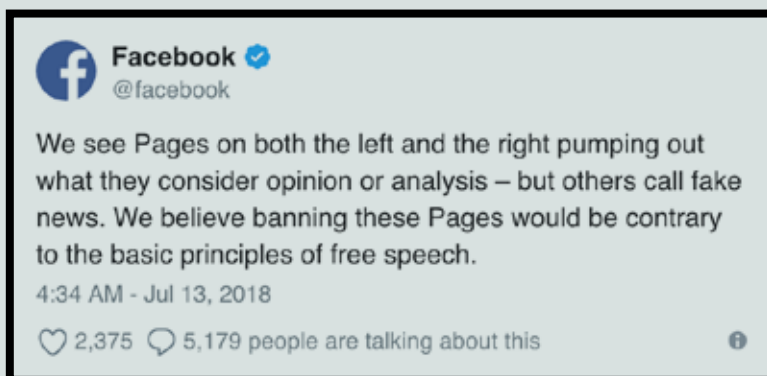 Facebook
@facebook
We see Pages on both the left and the right pumping out
what they consider opinion or analysis – but others call fake
news. We believe banning these Pages would be contrary
to the basic principles of free speech.
4:34 AM - Jul 13, 2018
2,375 5,179 people are talking about this